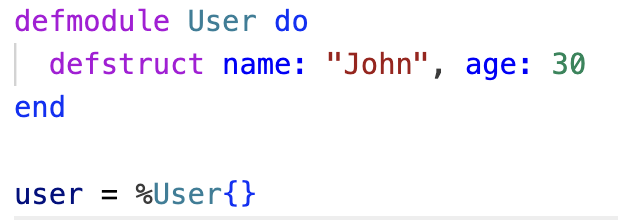 defmodule User do
  defstruct name: "John", age: 30
end

user = %User{}